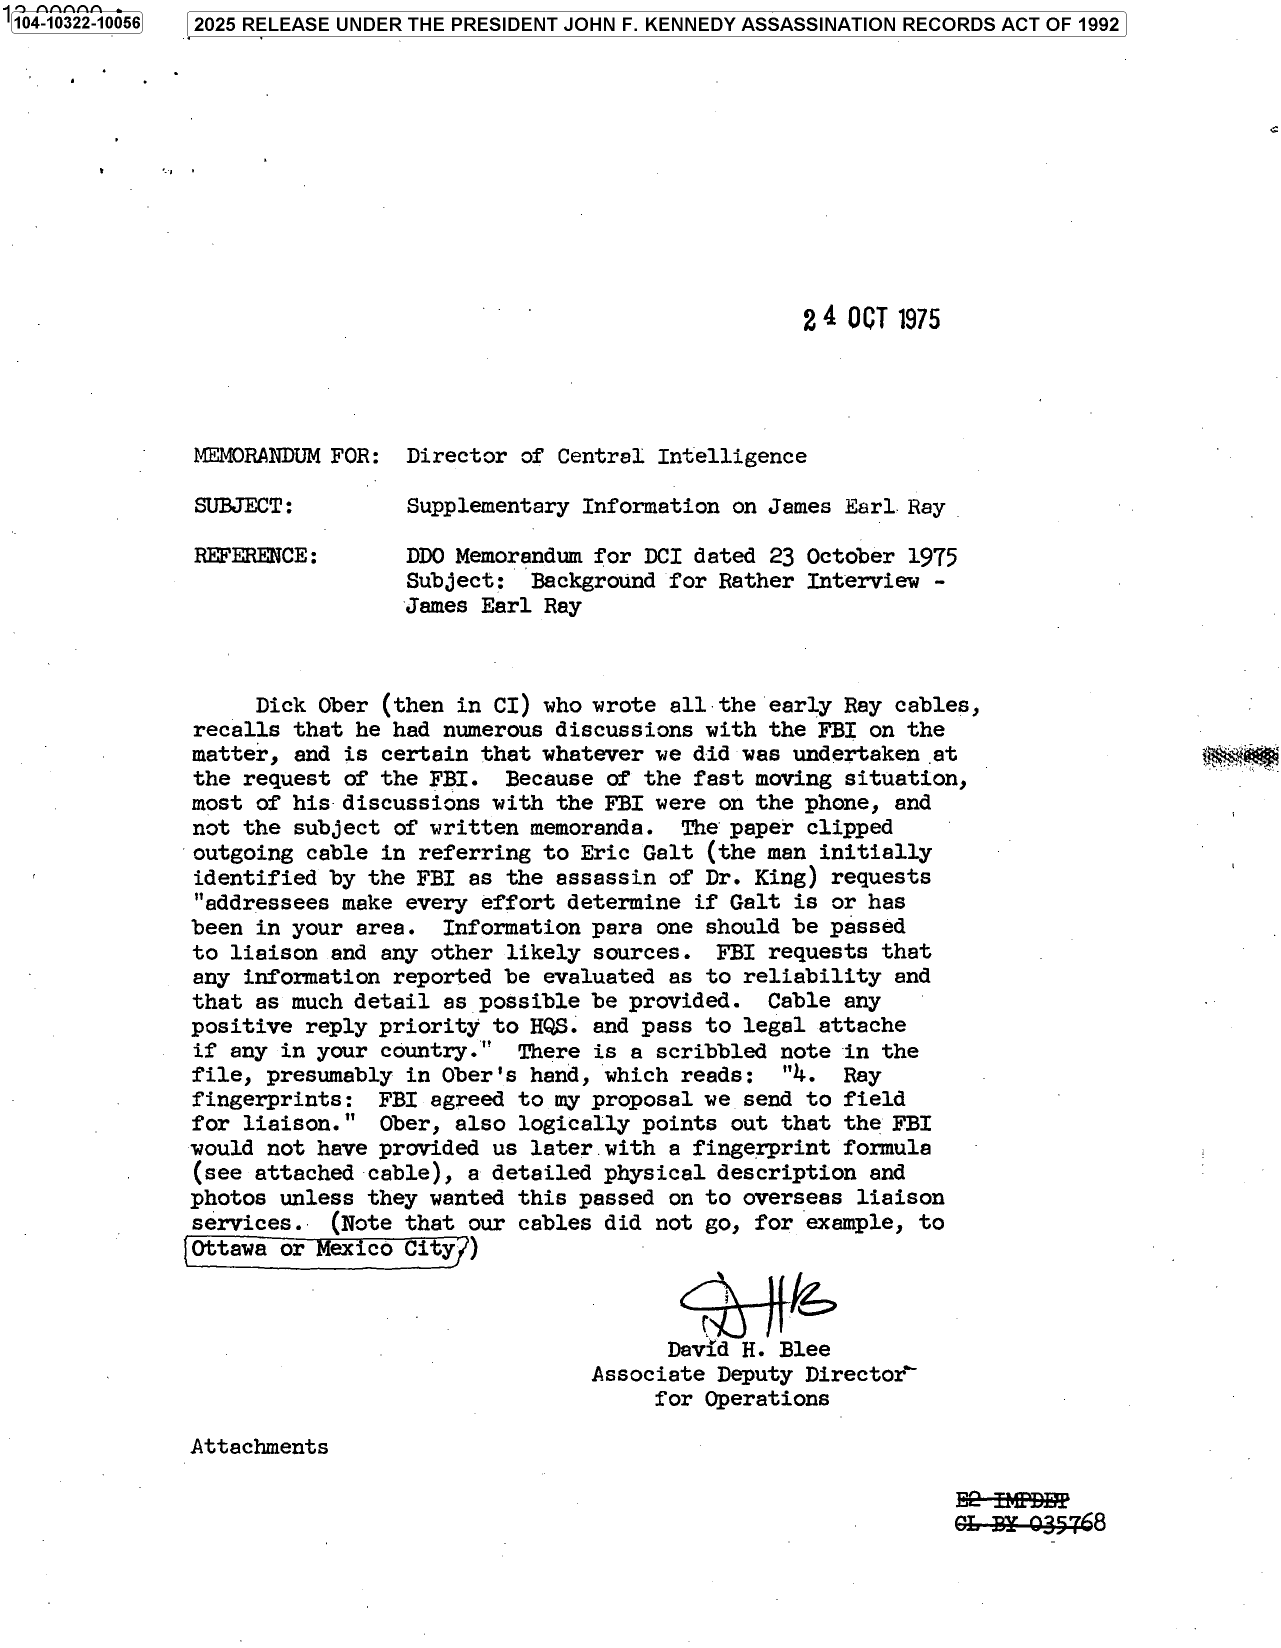 104-10322-10056
2025 RELEASE UNDER THE PRESIDENT JOHN F. KENNEDY ASSASSINATION RECORDS ACT OF 1992
24 OCT 1975
MEMORANDUM FOR: Director of Central Intelligence
SUBJECT: Supplementary Information on James Earl Ray
REFERENCE: DDO Memorandum for DCI dated 23 October 1975
Subject: Background for Rather Interview -
James Earl Ray
Dick Ober (then in CI) who wrote all the early Ray cables,
recalls that he had numerous discussions with the FBI on the
matter, and is certain that whatever we did was undertaken at
the request of the FBI. Because of the fast moving situation,
most of his discussions with the FBI were on the phone, and
not the subject of written memoranda. The paper clipped
outgoing cable in referring to Eric Galt (the man initially
identified by the FBI as the assassin of Dr. King) requests
"addressees make every effort determine if Galt is or has
been in your area. Information para one should be passed
to liaison and any other likely sources. FBI requests that
any information reported be evaluated as to reliability and
that as much detail as possible be provided. Cable any
positive reply priority to HQS. and pass to legal attache
if any in your country." There is a scribbled note in the
file, presumably in Ober's hand, which reads: "4. Ray
fingerprints: FBI agreed to my proposal we send to field
for liaison." Ober, also logically points out that the FBI
would not have provided us later with a fingerprint formula
(see attached cable), a detailed physical description and
photos unless they wanted this passed on to overseas liaison
services. (Note that our cables did not go, for example, to
Ottawa or Mexico City.)
DHB
David H. Blee
Associate Deputy Director
for Operations
Attachments
E2 IMPDET
CL BY 035768